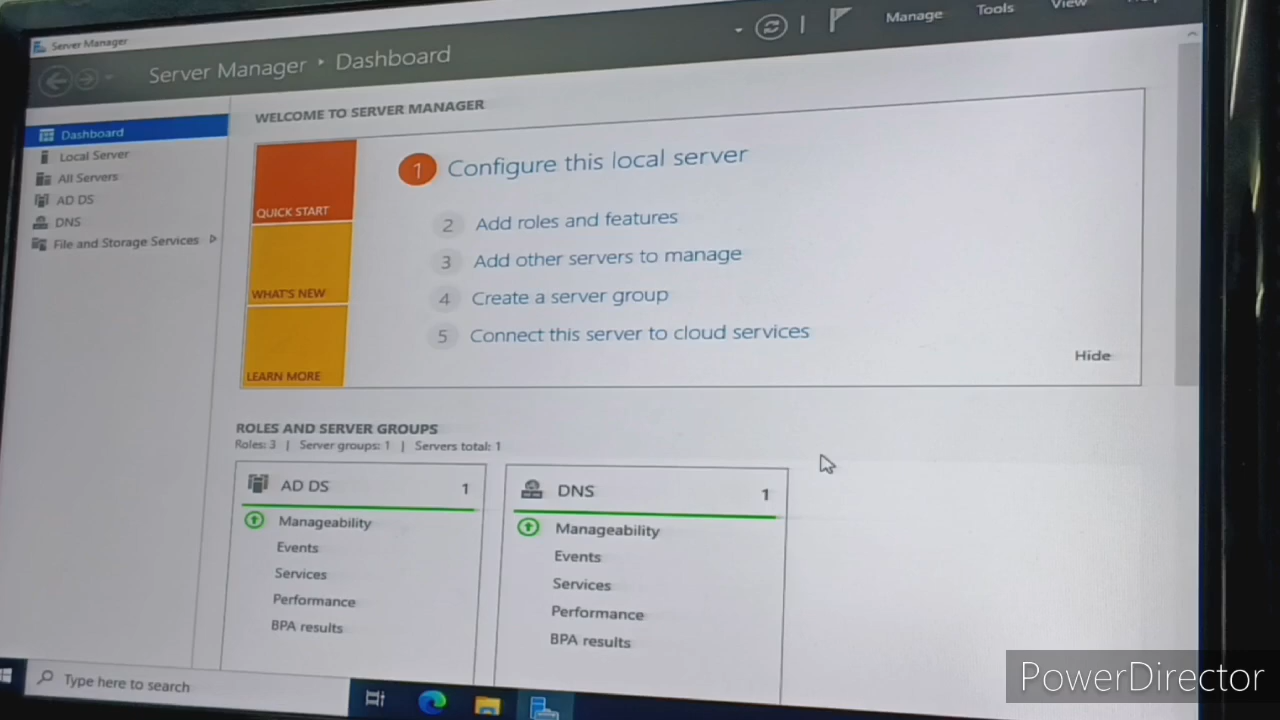 Server Manager
Server Manager • Dashboard
Manage Tools View
WELCOME TO SERVER MANAGER
Dashboard
Local Server
All Servers
AD DS
DNS
File and Storage Services
QUICK START
WHAT'S NEW
LEARN MORE
1 Configure this local server
2 Add roles and features
3 Add other servers to manage
4 Create a server group
5 Connect this server to cloud services
Hide
ROLES AND SERVER GROUPS
Roles: 3 | Server groups: 1 | Servers total: 1
AD DS 1
Manageability
Events
Services
Performance
BPA results
DNS 1
Manageability
Events
Services
Performance
BPA results
Type here to search
PowerDirector